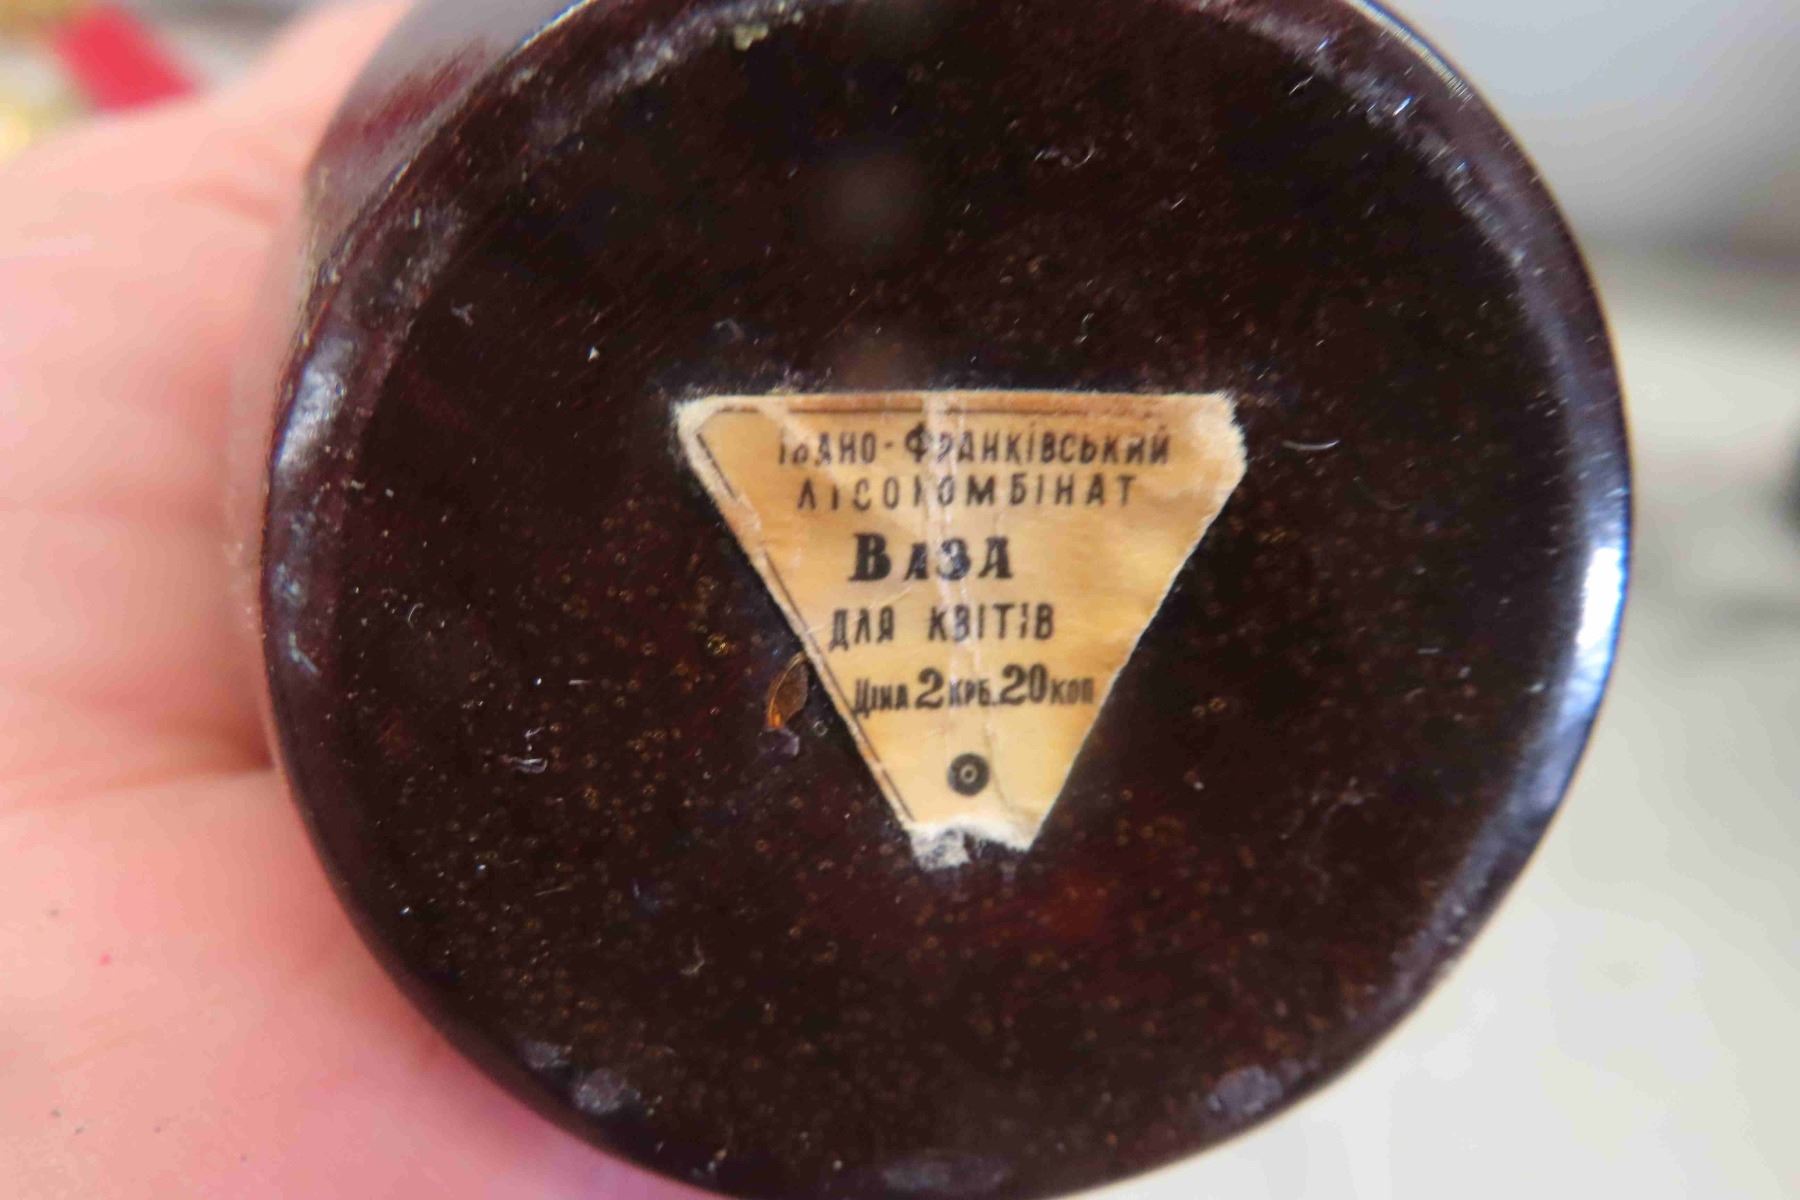 ІВАНО-ФРАНКІВСЬКИЙ
ЛІСОКОМБІНАТ
ВАЗА
ДЛЯ КВІТІВ
ЦІНА 2 КРБ. 20 КОП